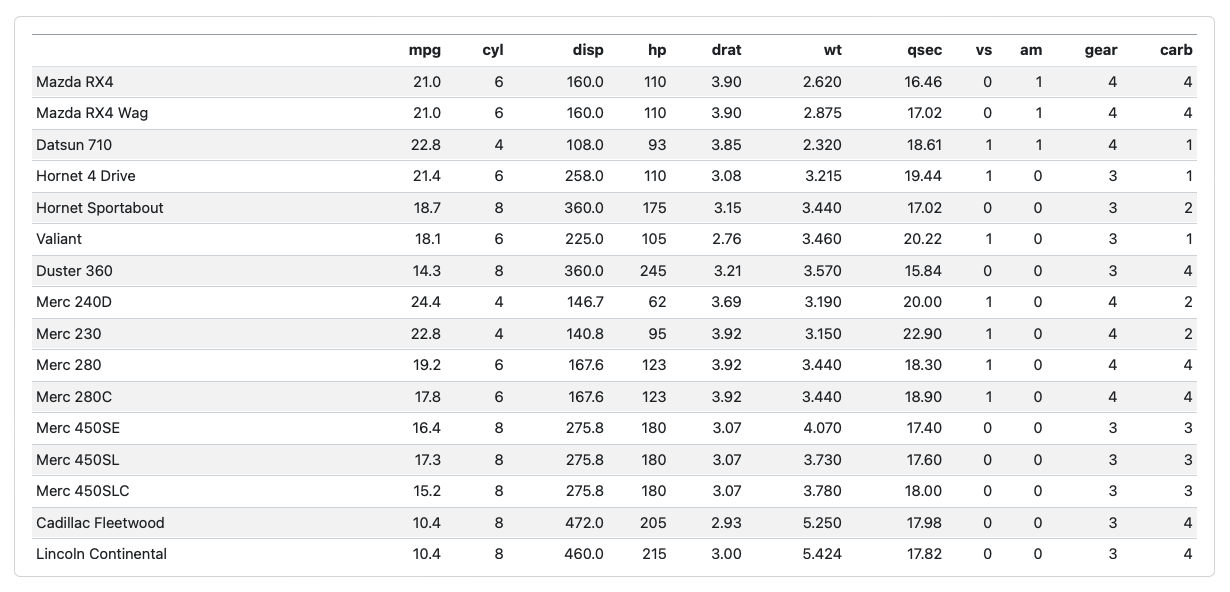 mpg cyl disp hp drat wt qsec vs am gear carb
Mazda RX4 21.0 6 160.0 110 3.90 2.620 16.46 0 1 4 4
Mazda RX4 Wag 21.0 6 160.0 110 3.90 2.875 17.02 0 1 4 4
Datsun 710 22.8 4 108.0 93 3.85 2.320 18.61 1 1 4 1
Hornet 4 Drive 21.4 6 258.0 110 3.08 3.215 19.44 1 0 3 1
Hornet Sportabout 18.7 8 360.0 175 3.15 3.440 17.02 0 0 3 2
Valiant 18.1 6 225.0 105 2.76 3.460 20.22 1 0 3 1
Duster 360 14.3 8 360.0 245 3.21 3.570 15.84 0 0 3 4
Merc 240D 24.4 4 146.7 62 3.69 3.190 20.00 1 0 4 2
Merc 230 22.8 4 140.8 95 3.92 3.150 22.90 1 0 4 2
Merc 280 19.2 6 167.6 123 3.92 3.440 18.30 1 0 4 4
Merc 280C 17.8 6 167.6 123 3.92 3.440 18.90 1 0 4 4
Merc 450SE 16.4 8 275.8 180 3.07 4.070 17.40 0 0 3 3
Merc 450SL 17.3 8 275.8 180 3.07 3.730 17.60 0 0 3 3
Merc 450SLC 15.2 8 275.8 180 3.07 3.780 18.00 0 0 3 3
Cadillac Fleetwood 10.4 8 472.0 205 2.93 5.250 17.98 0 0 3 4
Lincoln Continental 10.4 8 460.0 215 3.00 5.424 17.82 0 0 3 4